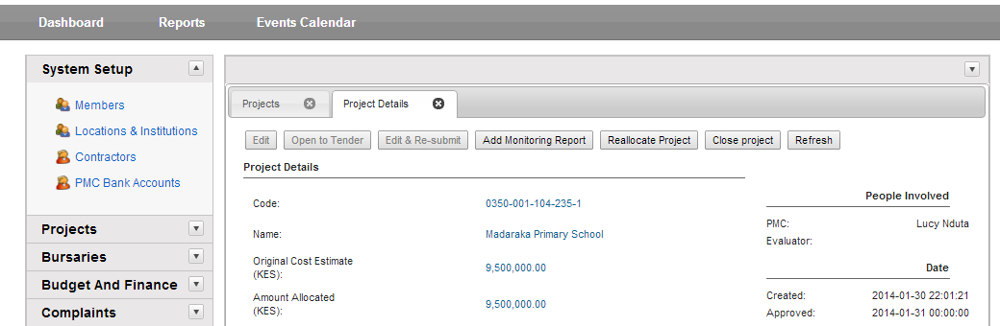 Dashboard Reports Events Calendar
System Setup
Members
Locations & Institutions
Contractors
PMC Bank Accounts
Projects
Bursaries
Budget And Finance
Complaints
Projects Project Details
Edit Open to Tender Edit & Re-submit Add Monitoring Report Reallocate Project Close project Refresh
Project Details
Code: 0350-001-104-235-1
Name: Madaraka Primary School
Original Cost Estimate
(KES): 9,500,000.00
Amount Allocated
(KES): 9,500,000.00
People Involved
PMC: Lucy Nduta
Evaluator:
Date
Created: 2014-01-30 22:01:21
Approved: 2014-01-31 00:00:00